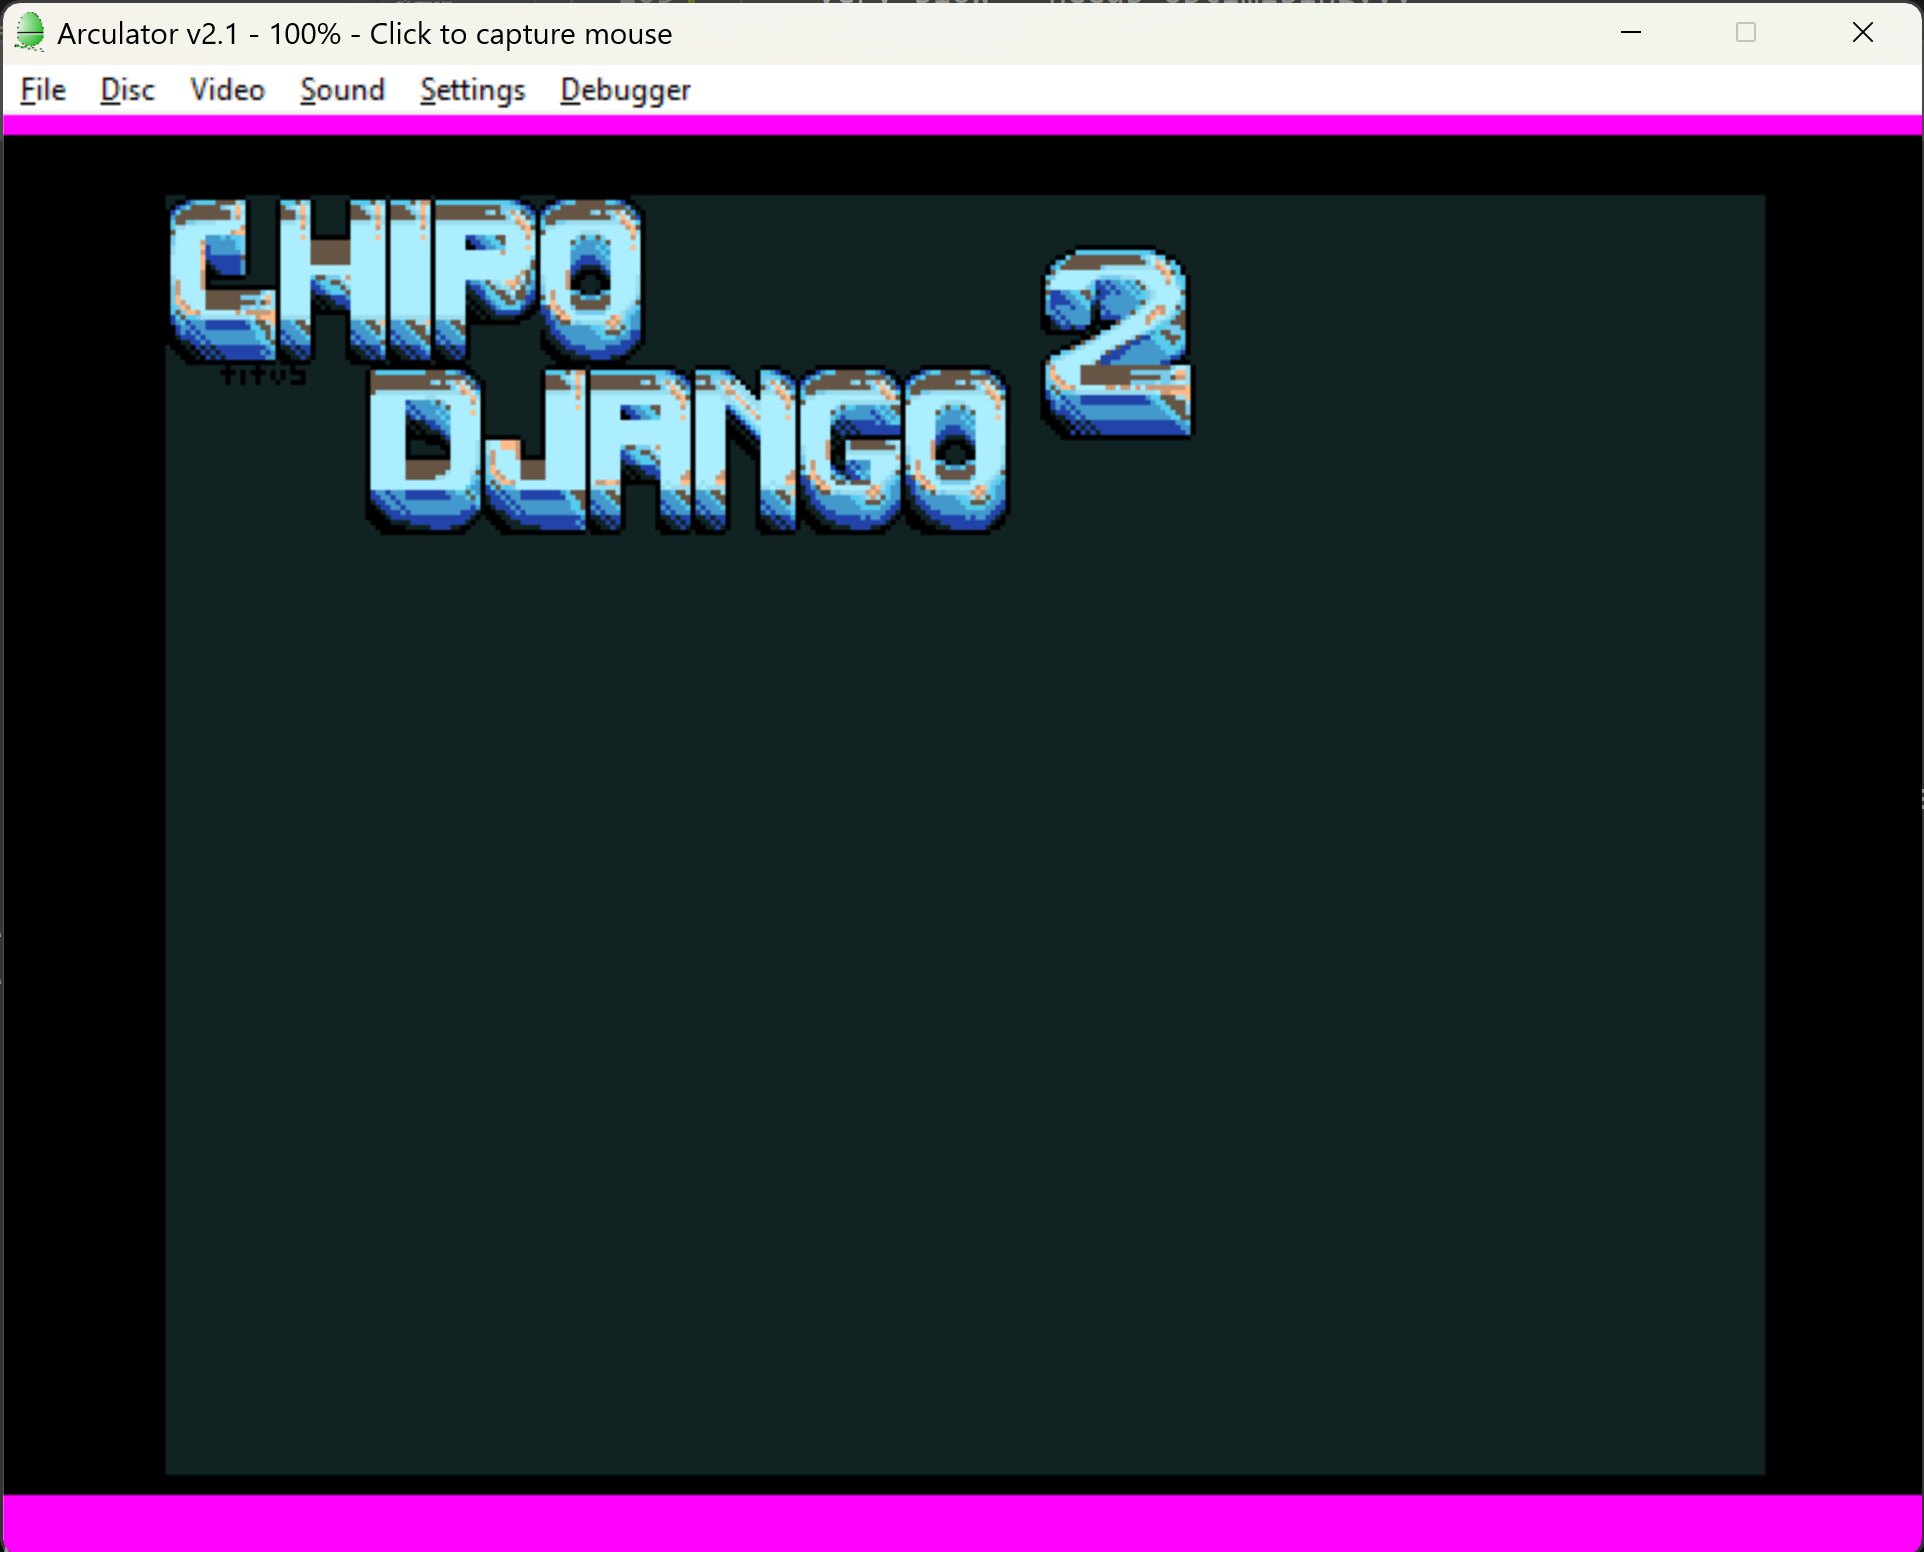 Arculator v2.1 - 100% - Click to capture mouse
File Disc Video Sound Settings Debugger
CHIPO
2
titus
DJANGO